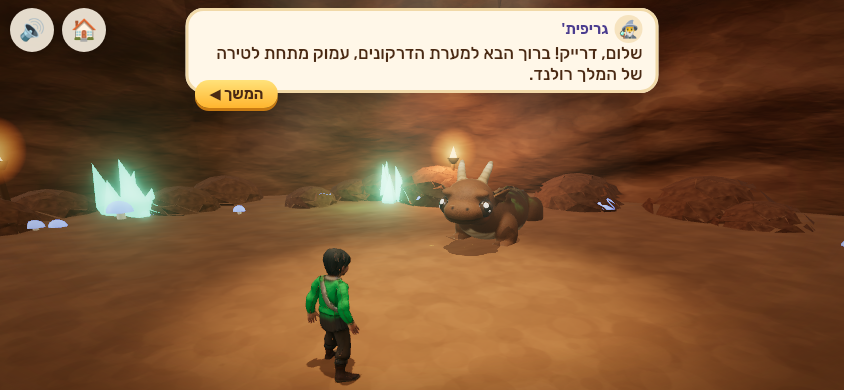 גריפית'
שלום, דרייק! ברוך הבא למערת הדרקונים, עמוק מתחת לטירה
של המלך רולנד.
המשך ◀